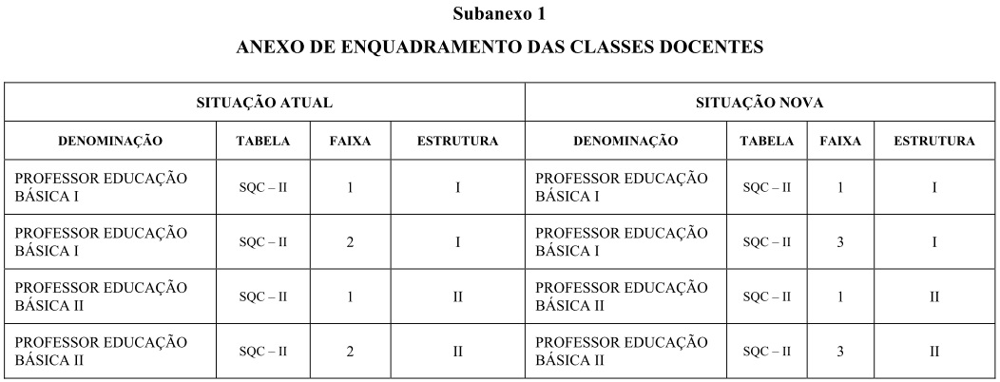 Subanexo 1
ANEXO DE ENQUADRAMENTO DAS CLASSES DOCENTES
SITUAÇÃO ATUAL SITUAÇÃO NOVA
DENOMINAÇÃO TABELA FAIXA ESTRUTURA DENOMINAÇÃO TABELA FAIXA ESTRUTURA
PROFESSOR EDUCAÇÃO
BÁSICA I SQC – II 1 I PROFESSOR EDUCAÇÃO
BÁSICA I SQC – II 1 I
PROFESSOR EDUCAÇÃO
BÁSICA I SQC – II 2 I PROFESSOR EDUCAÇÃO
BÁSICA I SQC – II 3 I
PROFESSOR EDUCAÇÃO
BÁSICA II SQC – II 1 II PROFESSOR EDUCAÇÃO
BÁSICA II SQC – II 1 II
PROFESSOR EDUCAÇÃO
BÁSICA II SQC – II 2 II PROFESSOR EDUCAÇÃO
BÁSICA II SQC – II 3 II